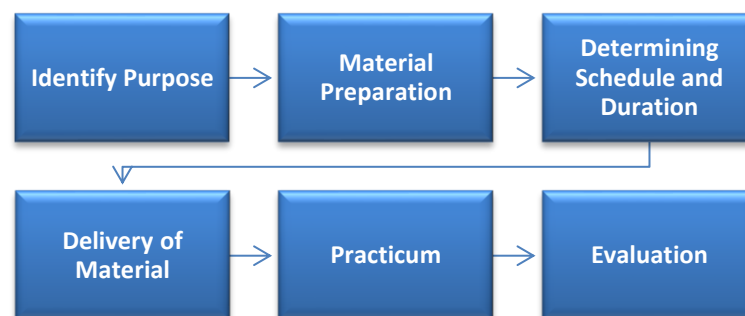 Identify Purpose
Material
Preparation
Determining
Schedule and
Duration
Delivery of
Material
Practicum
Evaluation